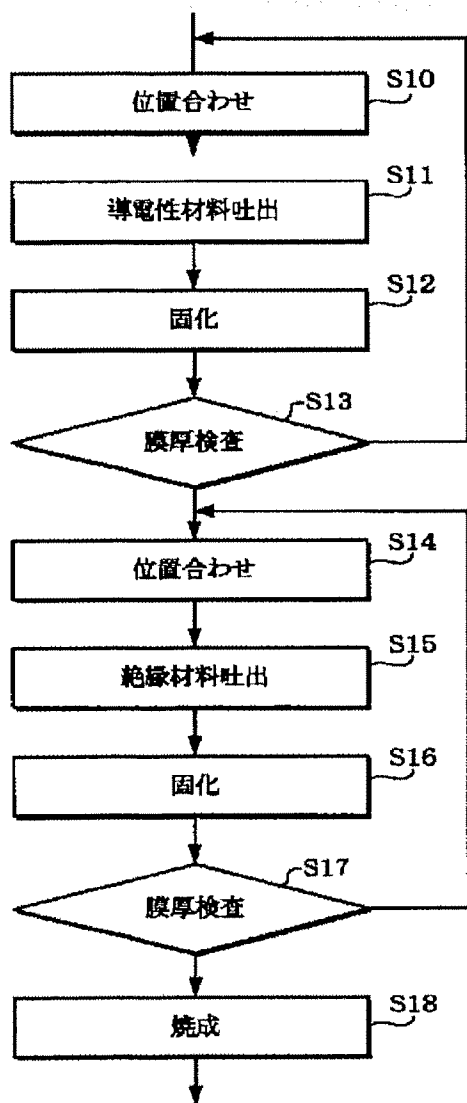 S10
位置合わせ
S11
導電性材料吐出
S12
固化
S13
膜厚検査
S14
位置合わせ
S15
絶縁材料吐出
S16
固化
S17
膜厚検査
S18
焼成